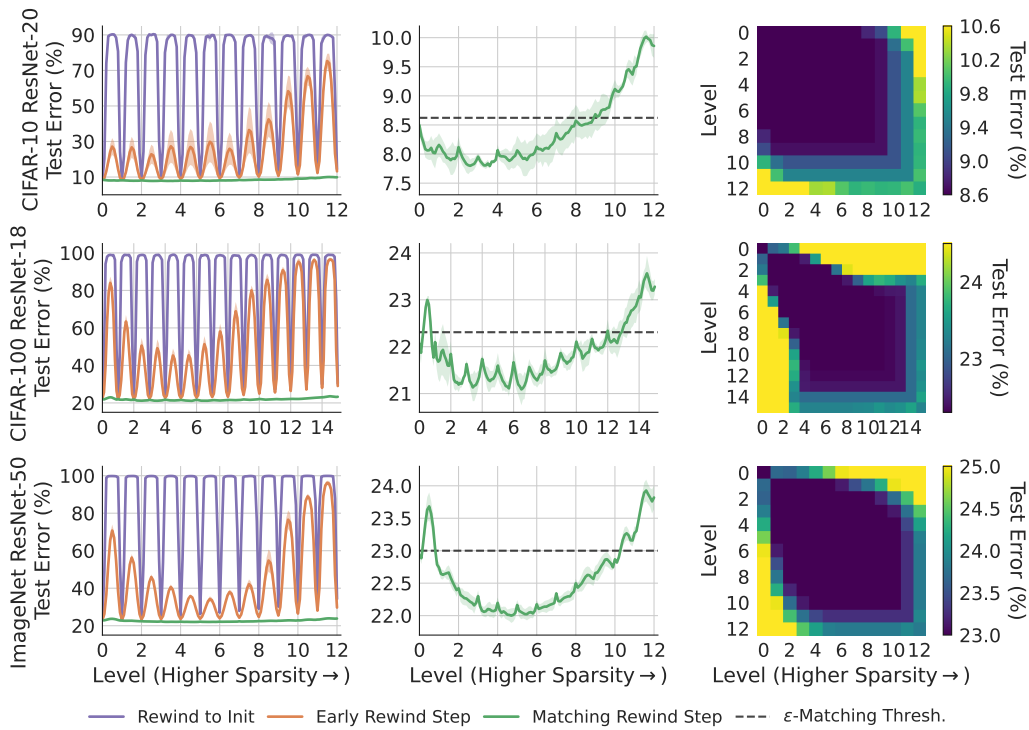 CIFAR-10 ResNet-20
Test Error (%)
90
70
50
30
10
0 2 4 6 8 10 12
10.0
9.5
9.0
8.5
8.0
7.5
0 2 4 6 8 10 12
Level
0
2
4
6
8
10
12
0 2 4 6 8 1012
10.6
10.2
9.8
9.4
9.0
8.6
Test Error (%)
CIFAR-100 ResNet-18
Test Error (%)
100
80
60
40
20
0 2 4 6 8 10 12 14
24
23
22
21
0 2 4 6 8 10 12 14
Level
0
2
4
6
8
10
12
14
0 2 4 6 8 101214
24
23
Test Error (%)
ImageNet ResNet-50
Test Error (%)
100
80
60
40
20
0 2 4 6 8 10 12
Level (Higher Sparsity→)
24.0
23.5
23.0
22.5
22.0
0 2 4 6 8 10 12
Level (Higher Sparsity→)
Level
0
2
4
6
8
10
12
0 2 4 6 8 1012
Level (Higher Sparsity→)
25.0
24.5
24.0
23.5
23.0
Test Error (%)
Rewind to Init Early Rewind Step Matching Rewind Step ε-Matching Thresh.